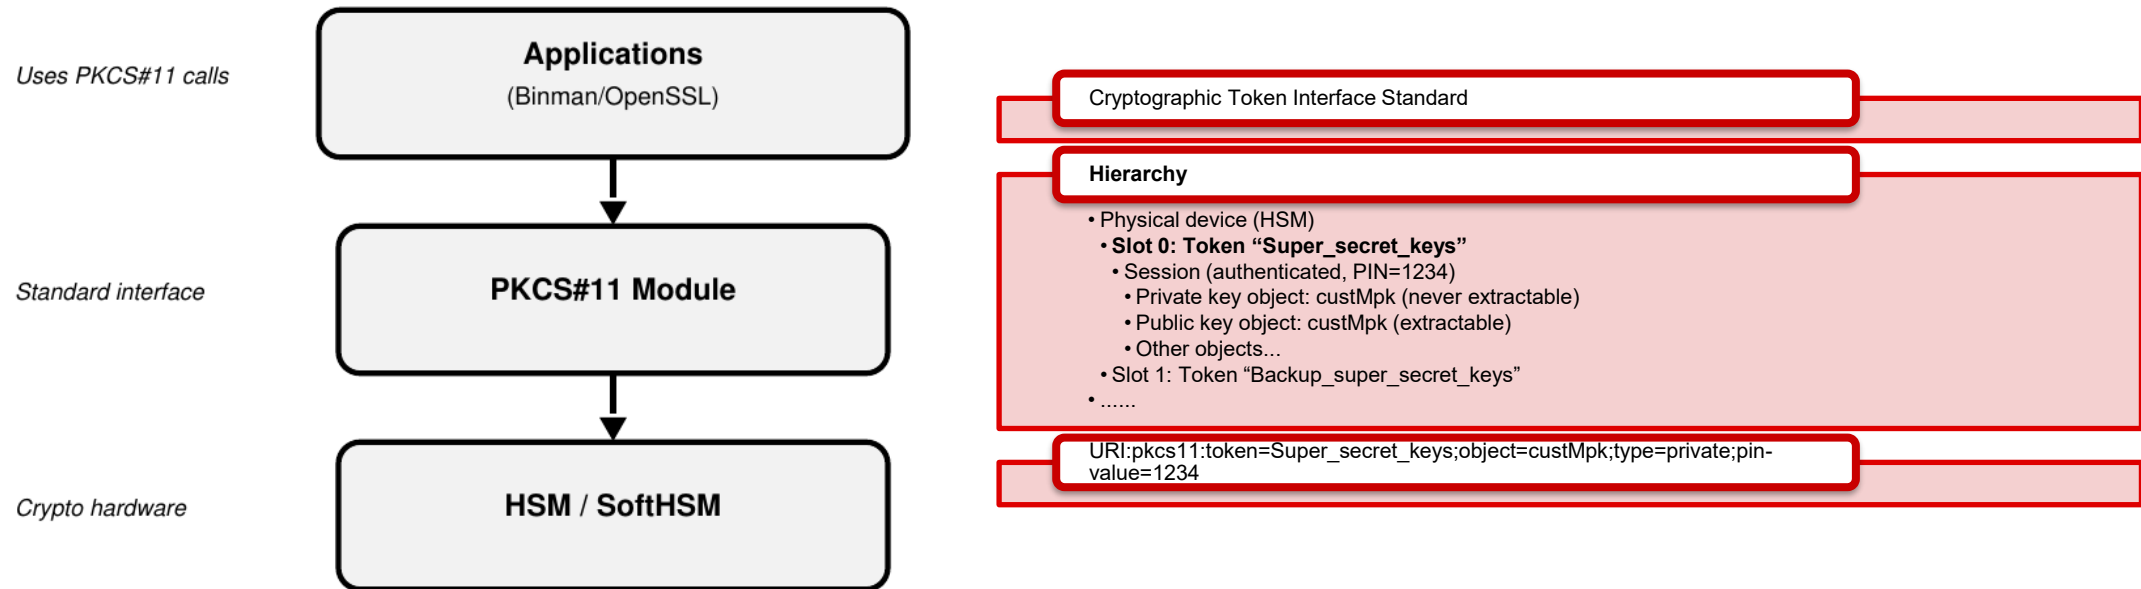 Uses PKCS#11 calls
Applications
(Binman/OpenSSL)
Standard interface
PKCS#11 Module
Crypto hardware
HSM / SoftHSM
Cryptographic Token Interface Standard
Hierarchy
• Physical device (HSM)
• Slot 0: Token “Super_secret_keys”
• Session (authenticated, PIN=1234)
• Private key object: custMpk (never extractable)
• Public key object: custMpk (extractable)
• Other objects...
• Slot 1: Token “Backup_super_secret_keys”
• ......
URI:pkcs11:token=Super_secret_keys;object=custMpk;type=private;pin-
value=1234